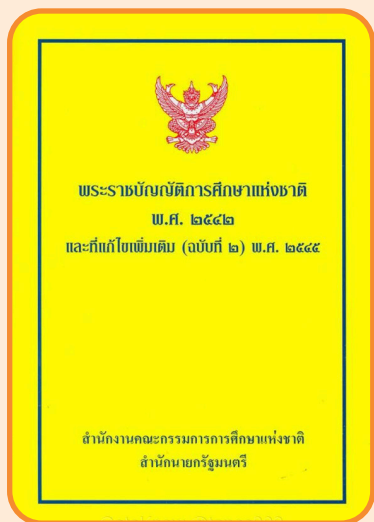 พระราชบัญญัติการศึกษาแห่งชาติ
พ.ศ. ๒๕๔๒
และที่แก้ไขเพิ่มเติม (ฉบับที่ ๒) พ.ศ. ๒๕๔๕
สำนักงานคณะกรรมการการศึกษาแห่งชาติ
สำนักนายกรัฐมนตรี